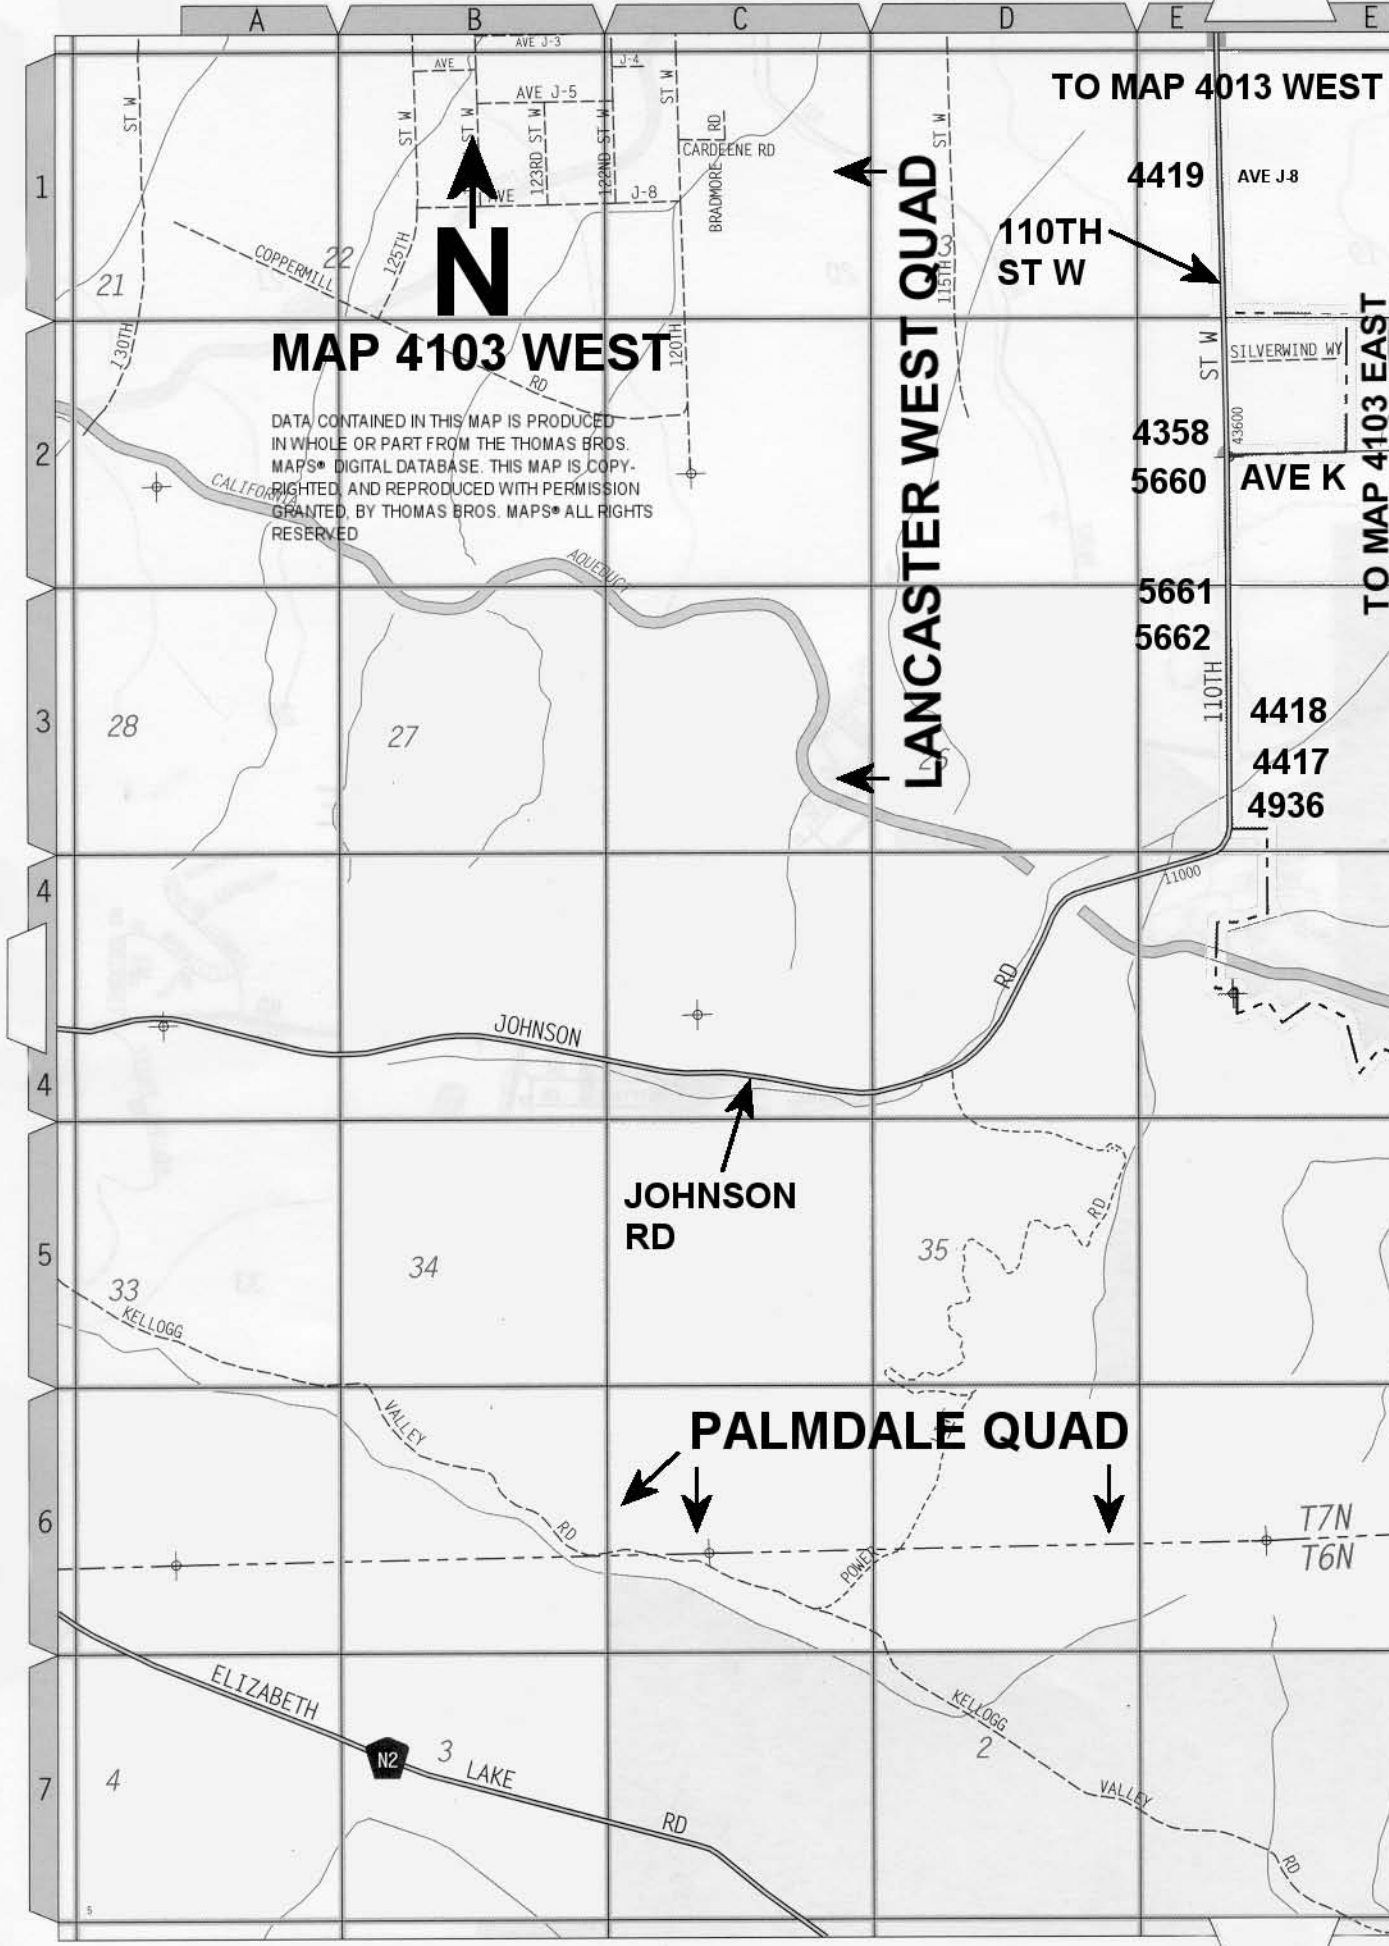 A
B
C
D
E
E
AVE J-3
J-4
AVE
AVE J-5
ST W
ST W
ST W
123RD ST W
122ND ST W
ST W
ST W
TO MAP 4013 WEST
CARDEENE RD
BRADMORE RD
AVE
J-8
1
4419
AVE J-8
110TH
ST W
N
COPPERMILL
22
125TH
21
115TH
LANCASTER WEST QUAD
MAP 4103 WEST
130TH
120TH
RD
ST W
SILVERWIND WY
43600
TO MAP 4103 EAST
DATA CONTAINED IN THIS MAP IS PRODUCED
IN WHOLE OR PART FROM THE THOMAS BROS.
MAPS® DIGITAL DATABASE. THIS MAP IS COPY-
RIGHTED, AND REPRODUCED WITH PERMISSION
GRANTED, BY THOMAS BROS. MAPS® ALL RIGHTS
RESERVED
2
4358
5660
AVE K
CALIFORNIA
AQUEDUCT
5661
5662
110TH
3
28
27
26
4418
4417
4936
4
11000
RD
JOHNSON
4
JOHNSON
RD
RD
5
34
35
33
KELLOGG
VALLEY
RD
PALMDALE QUAD
6
T7N
T6N
POWER
ELIZABETH
N2
3
LAKE
RD
KELLOGG
2
VALLEY
RD
7
4
5